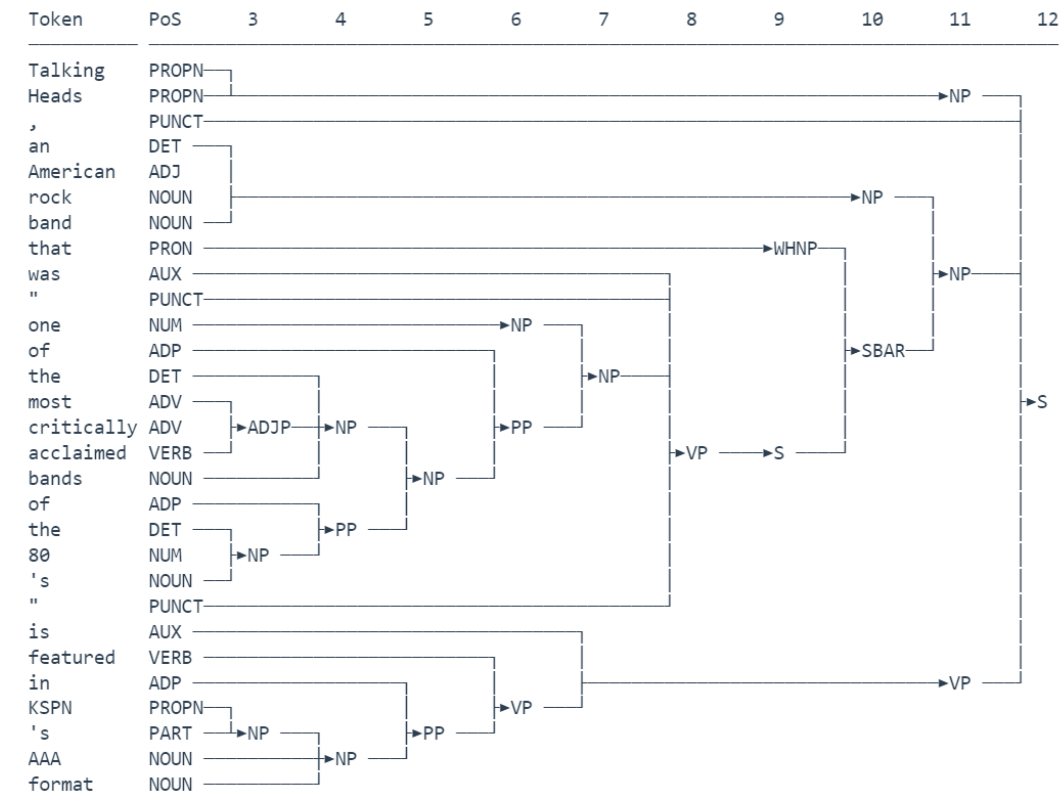 Token PoS 3 4 5 6 7 8 9 10 11 12
Talking PROPN
Heads PROPN NP
, PUNCT
an DET
American ADJ
rock NOUN NP
band NOUN
that PRON WHNP
was AUX NP
" PUNCT
one NUM NP
of ADP SBAR
the DET NP
most ADV S
critically ADV ADJP NP PP
acclaimed VERB VP S
bands NOUN NP
of ADP
the DET PP
80 NUM NP
's NOUN
" PUNCT
is AUX
featured VERB
in ADP VP
KSPN PROPN VP
's PART NP PP
AAA NOUN NP
format NOUN